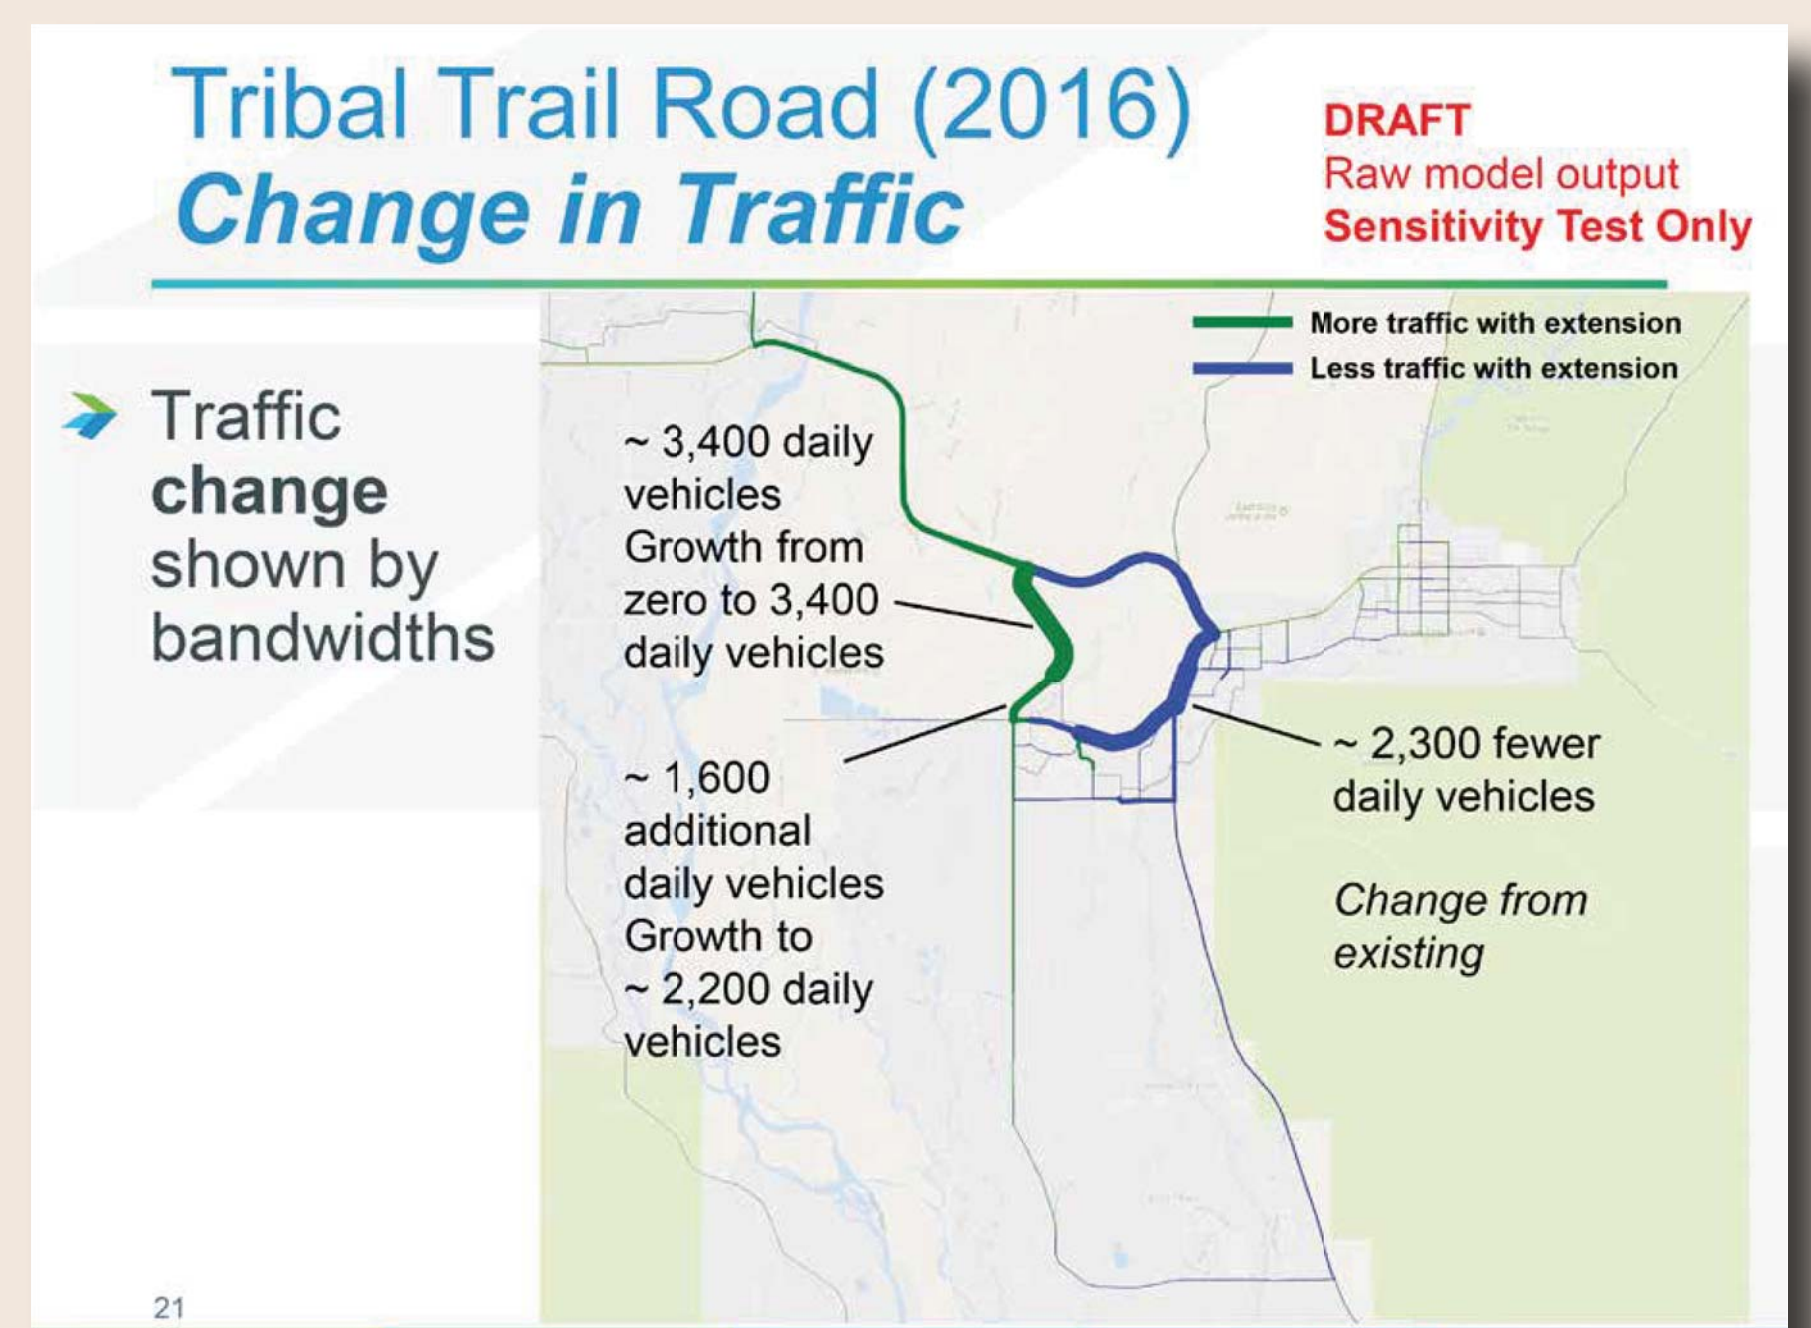 Tribal Trail Road (2016)
Change in Traffic
DRAFT
Raw model output
Sensitivity Test Only
Traffic
change
shown by
bandwidths
More traffic with extension
Less traffic with extension
~ 3,400 daily
vehicles
Growth from
zero to 3,400
daily vehicles
~ 1,600
additional
daily vehicles
Growth to
~ 2,200 daily
vehicles
~ 2,300 fewer
daily vehicles
Change from
existing
21